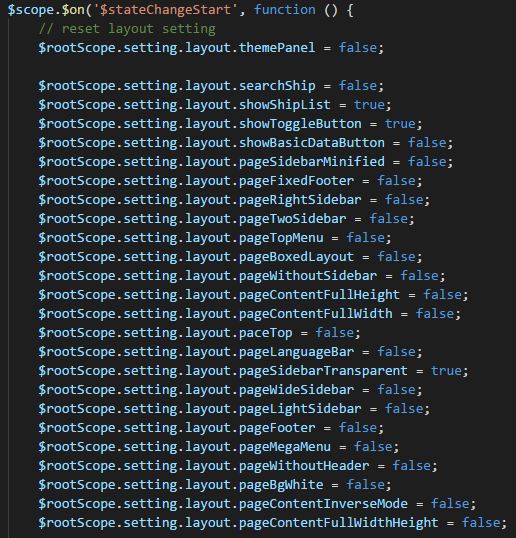 $scope.$on('$stateChangeStart', function () {
// reset layout setting
$rootScope.setting.layout.themePanel = false;
$rootScope.setting.layout.searchShip = false;
$rootScope.setting.layout.showShipList = true;
$rootScope.setting.layout.showToggleButton = true;
$rootScope.setting.layout.showBasicDataButton = false;
$rootScope.setting.layout.pageSidebarMinified = false;
$rootScope.setting.layout.pageFixedFooter = false;
$rootScope.setting.layout.pageRightSidebar = false;
$rootScope.setting.layout.pageTwoSidebar = false;
$rootScope.setting.layout.pageTopMenu = false;
$rootScope.setting.layout.pageBoxedLayout = false;
$rootScope.setting.layout.pageWithoutSidebar = false;
$rootScope.setting.layout.pageContentFullHeight = false;
$rootScope.setting.layout.pageContentFullWidth = false;
$rootScope.setting.layout.paceTop = false;
$rootScope.setting.layout.pageLanguageBar = false;
$rootScope.setting.layout.pageSidebarTransparent = true;
$rootScope.setting.layout.pageWideSidebar = false;
$rootScope.setting.layout.pageLightSidebar = false;
$rootScope.setting.layout.pageFooter = false;
$rootScope.setting.layout.pageMegaMenu = false;
$rootScope.setting.layout.pageWithoutHeader = false;
$rootScope.setting.layout.pageBgWhite = false;
$rootScope.setting.layout.pageContentInverseMode = false;
$rootScope.setting.layout.pageContentFullWidthHeight = false;